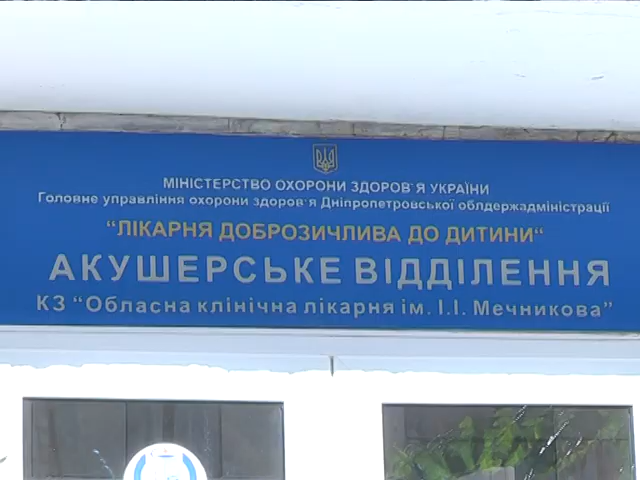 МІНІСТЕРСТВО ОХОРОНИ ЗДОРОВ'Я УКРАЇНИ
Головне управління охорони здоров'я Дніпропетровської облдержадміністрації
“ЛІКАРНЯ ДОБРОЗИЧЛИВА ДО ДИТИНИ“
АКУШЕРСЬКЕ ВІДДІЛЕННЯ
КЗ “Обласна клінічна лікарня ім. І.І. Мечникова”